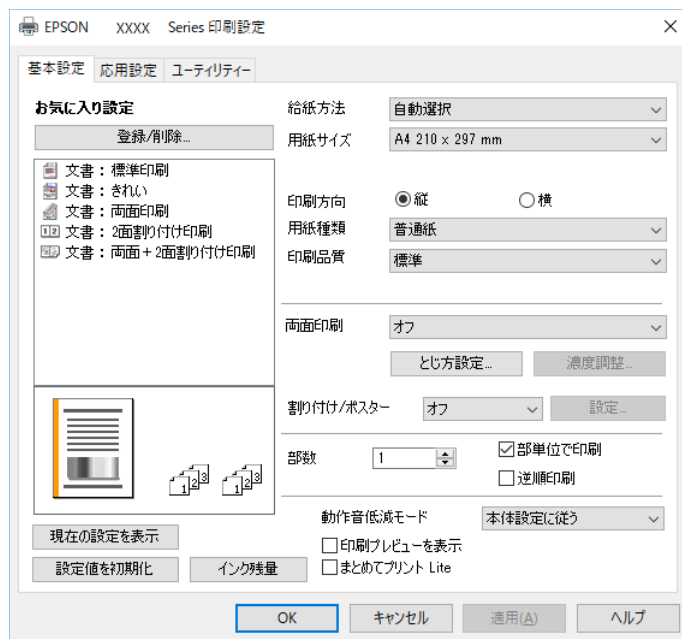 EPSON XXXX Series 印刷設定
基本設定 応用設定 ユーティリティー
お気に入り設定
登録/削除...
文書：標準印刷
文書：きれい
文書：両面印刷
文書：2面割り付け印刷
文書：両面＋2面割り付け印刷
1 2 3 1 2 3
現在の設定を表示
設定値を初期化 インク残量
給紙方法 自動選択
用紙サイズ A4 210 x 297 mm
印刷方向 縦 横
用紙種類 普通紙
印刷品質 標準
両面印刷 オフ
とじ方設定... 濃度調整...
割り付け/ポスター オフ 設定...
部数 1 部単位で印刷
逆順印刷
動作音低減モード 本体設定に従う
印刷プレビューを表示
まとめてプリント Lite
OK キャンセル 適用(A) ヘルプ